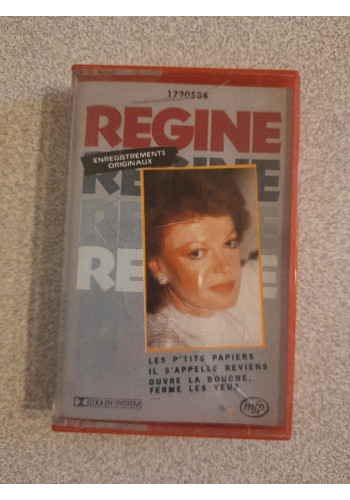 1720534
REGINE
ENREGISTREMENTS
ORIGINAUX
REGINE
REGINE
REGINE
LES P'TITS PAPIERS
IL S'APPELLE REVIENS
OUVRE LA BOUCHE,
FERME LES YEUX
...
DOLBY SYSTEM
mfp